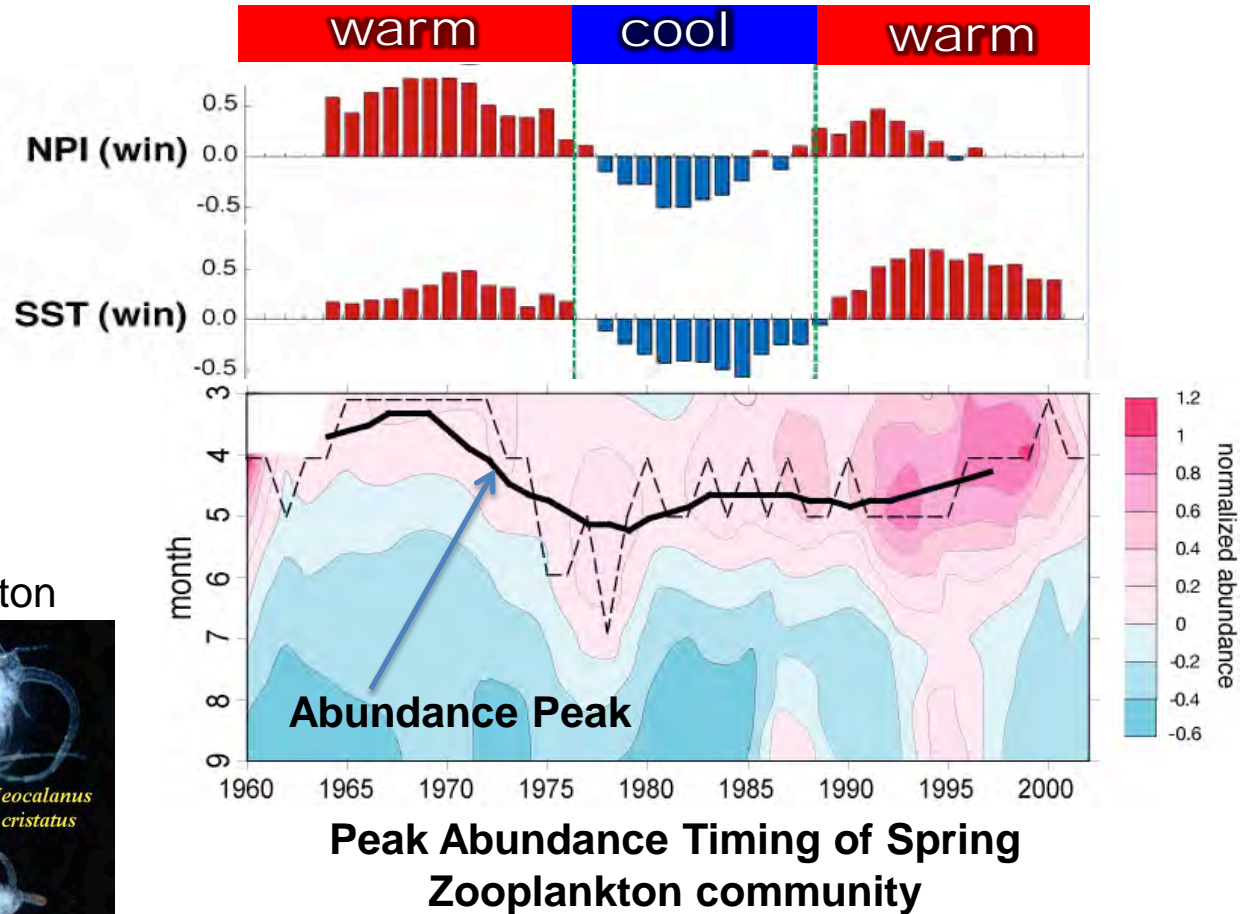 warm cool warm
0.5
NPI (win) 0.0
-0.5
0.5
SST (win) 0.0
-0.5
3
4
5
6
7
8
9
month
Abundance Peak
1960 1965 1970 1975 1980 1985 1990 1995 2000
1.2
1
0.8
0.6
0.4
0.2
0
-0.2
-0.4
-0.6
normalized abundance
Peak Abundance Timing of Spring
Zooplankton community
ton
eocalanus
cristatus